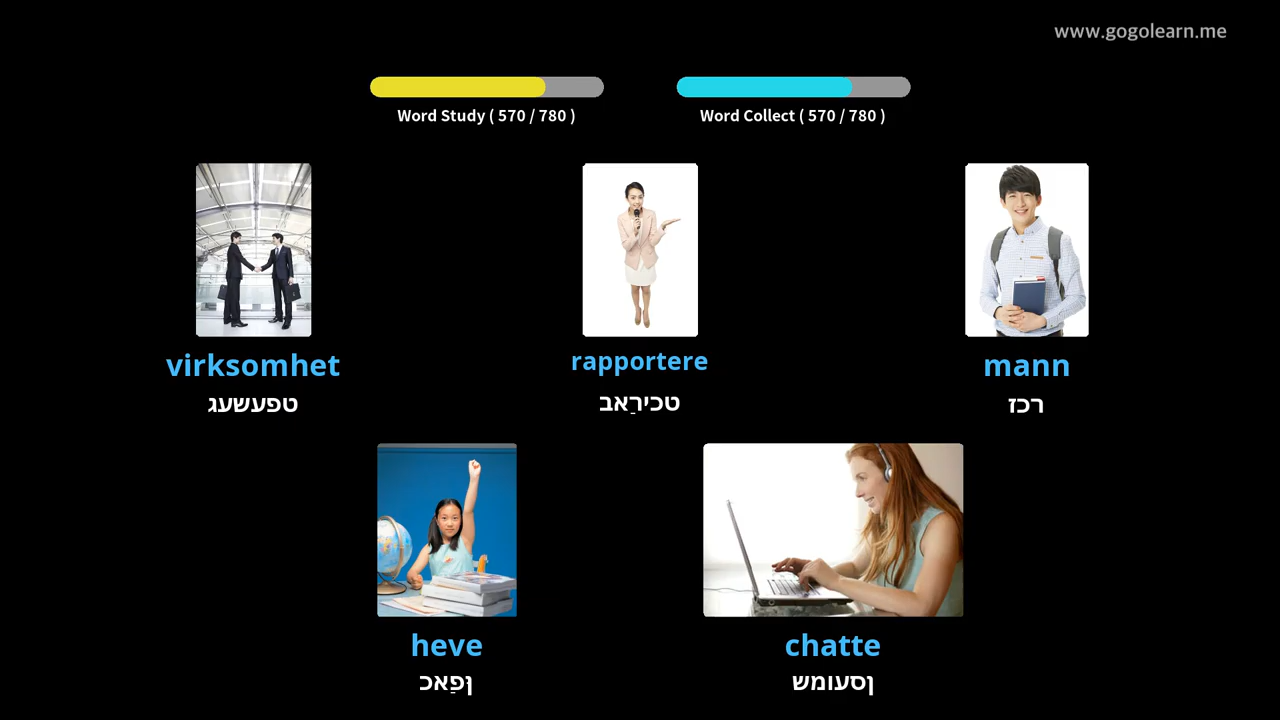 www.gogolearn.me
Word Study ( 570 / 780 )
Word Collect ( 570 / 780 )
virksomhet
טפעשעג
rapportere
טכירַאב
mann
רכז
heve
ןּפַאכ
chatte
ןסעומש